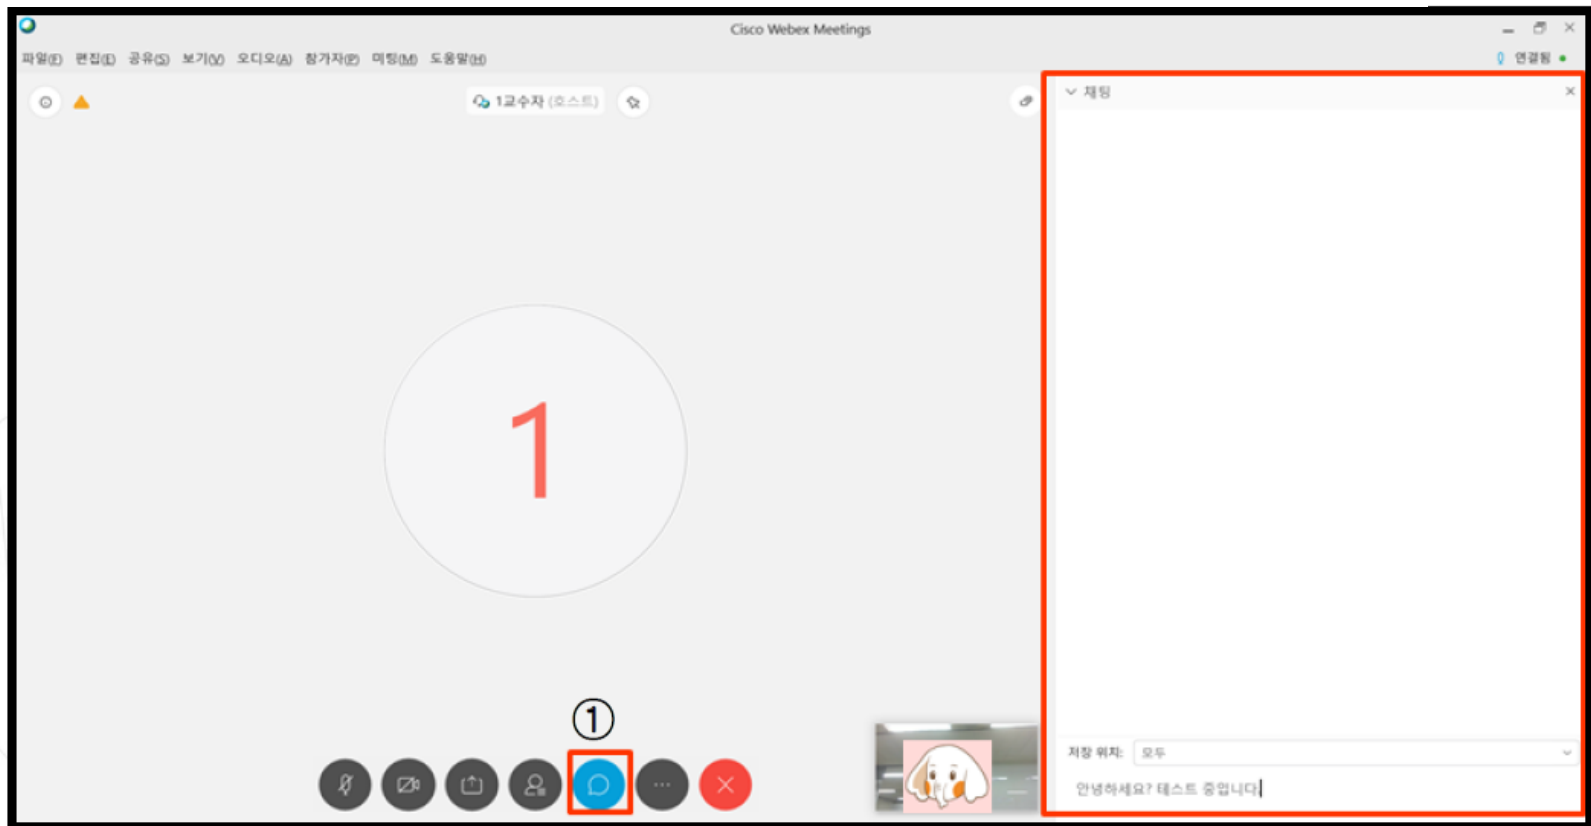 Cisco Webex Meetings
파일(F) 편집(E) 공유(S) 보기(V) 오디오(A) 참가자(P) 미팅(M) 도움말(H)
연결됨
1교수자 (호스트)
채팅
1
①
저장 위치: 모두
안녕하세요? 테스트 중입니다.